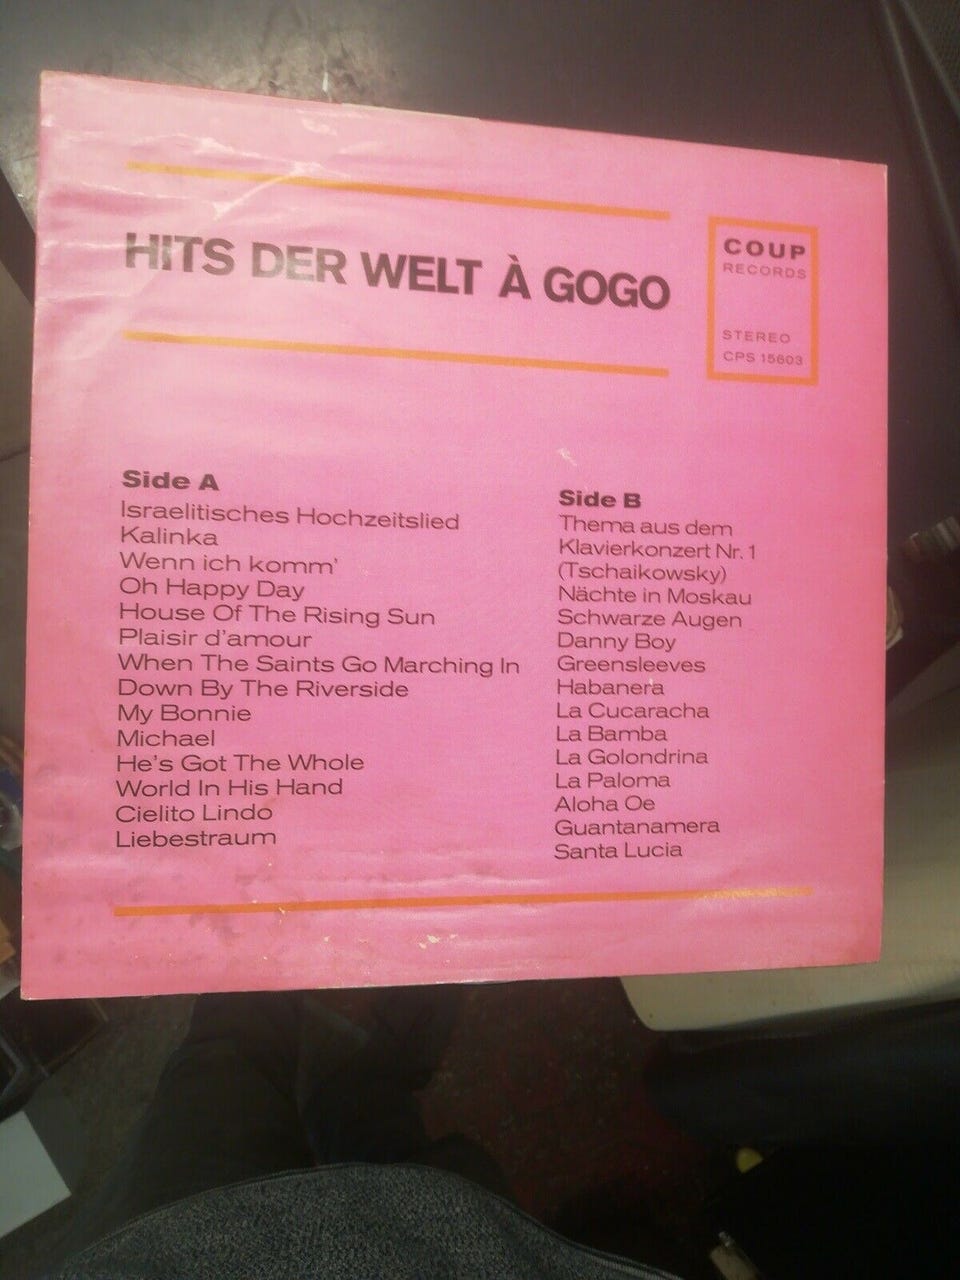 HITS DER WELT À GOGO
COUP
RECORDS
STEREO
CPS 15603
Side A
Israelitisches Hochzeitslied
Kalinka
Wenn ich komm'
Oh Happy Day
House Of The Rising Sun
Plaisir d'amour
When The Saints Go Marching In
Down By The Riverside
My Bonnie
Michael
He's Got The Whole
World In His Hand
Cielito Lindo
Liebestraum
Side B
Thema aus dem
Klavierkonzert Nr. 1
(Tschaikowsky)
Nächte in Moskau
Schwarze Augen
Danny Boy
Greensleeves
Habanera
La Cucaracha
La Bamba
La Golondrina
La Paloma
Aloha Oe
Guantanamera
Santa Lucia